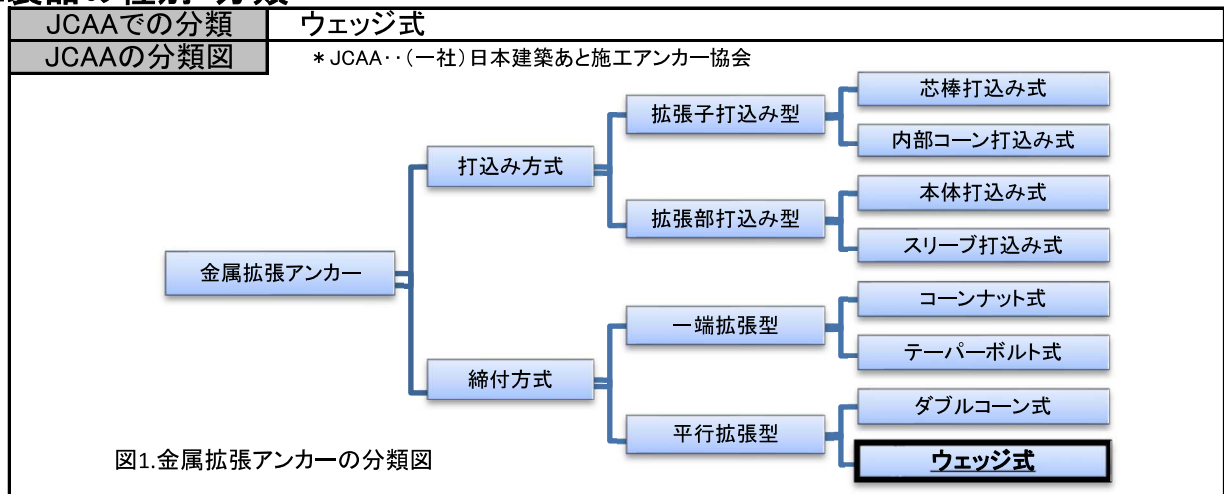 JCAAでの分類 ウェッジ式
JCAAの分類図 *JCAA‥(一社)日本建築あと施工アンカー協会
芯棒打込み式
拡張子打込み型
内部コーン打込み式
打込み方式
本体打込み式
拡張部打込み型
スリーブ打込み式
金属拡張アンカー
コーンナット式
一端拡張型
テーパーボルト式
締付方式
ダブルコーン式
平行拡張型
ウェッジ式
図1.金属拡張アンカーの分類図